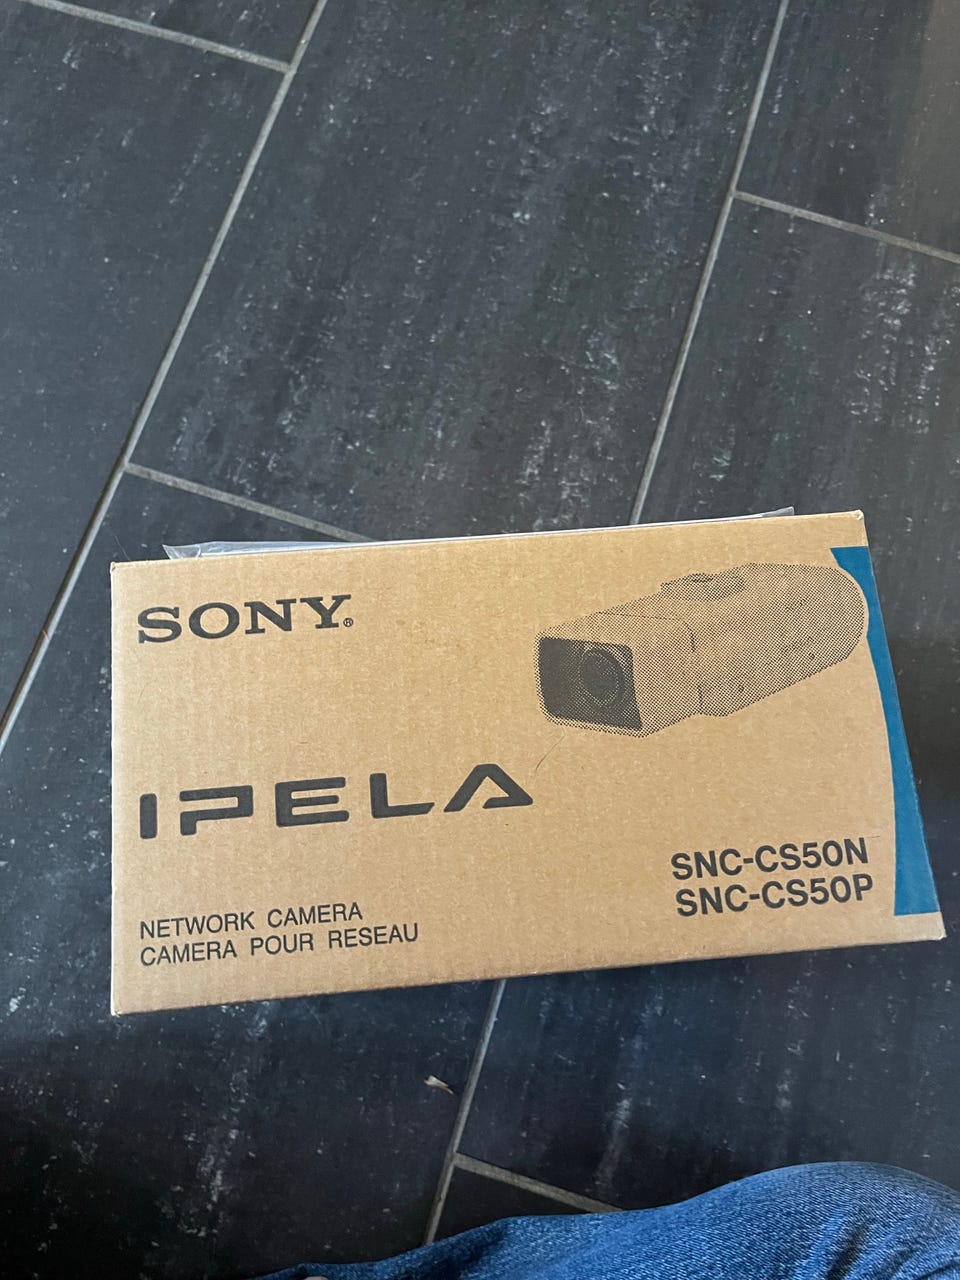 SONY®
IPELA
SNC-CS50N
SNC-CS50P
NETWORK CAMERA
CAMERA POUR RESEAU